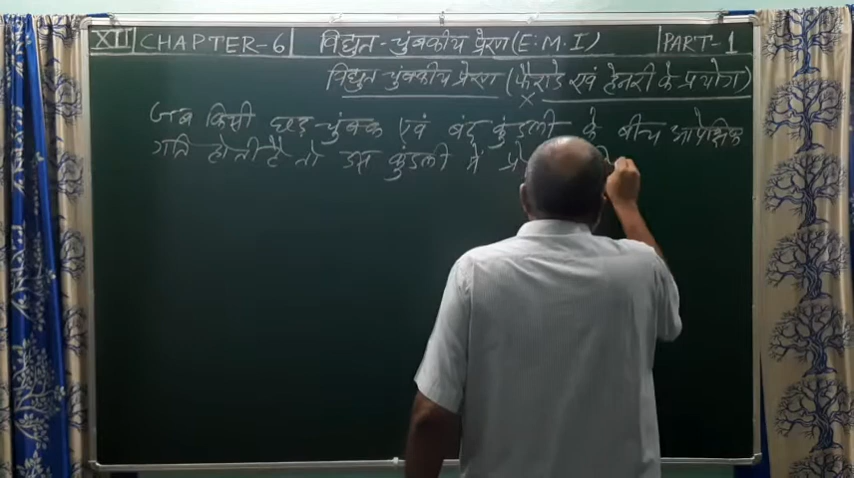 XII CHAPTER-6 विद्युत-चुंबकीय प्रेरण (E.M.I) PART-1
विद्युत चुंबकीय प्रेरण (फैराडे एवं हेनरी के प्रयोग)
जब किसी छड़-चुंबक एवं बंद कुंडली के बीच आपेक्षिक
गति होती है तो उस कुंडली में